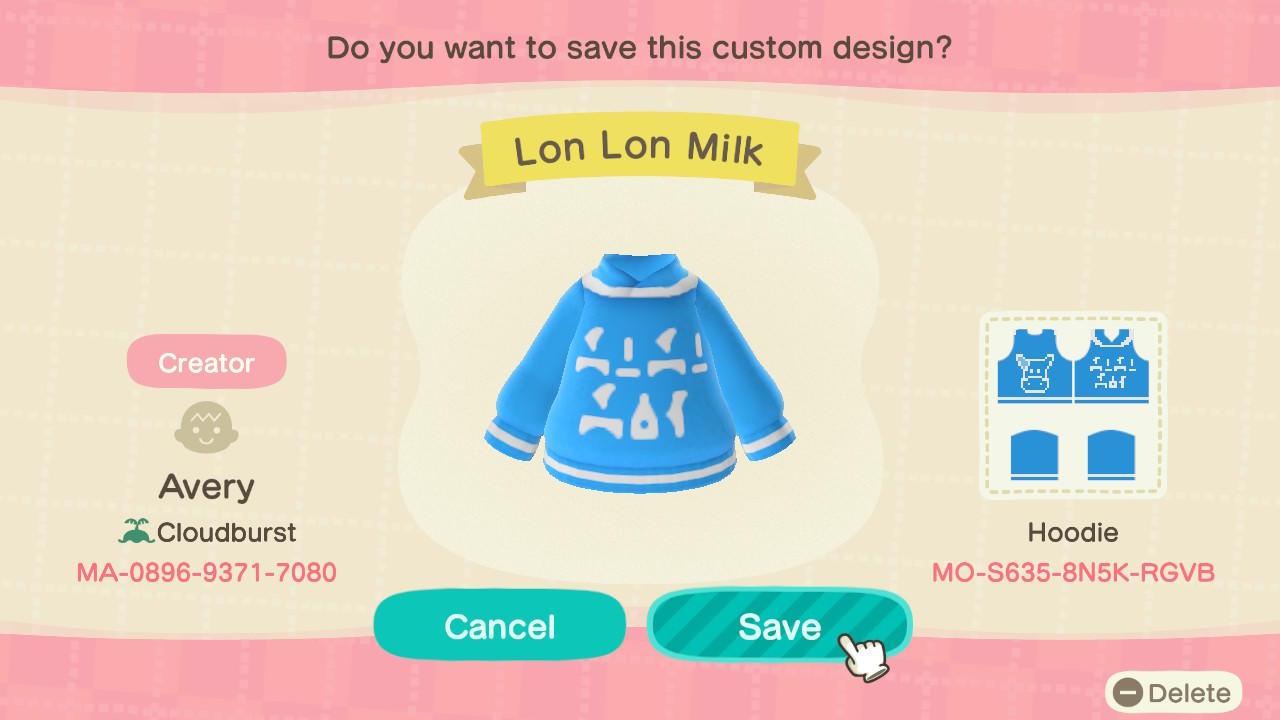 Do you want to save this custom design?
Lon Lon Milk
Creator
Avery
Cloudburst
MA-0896-9371-7080
Hoodie
MO-S635-8N5K-RGVB
Cancel
Save
Delete